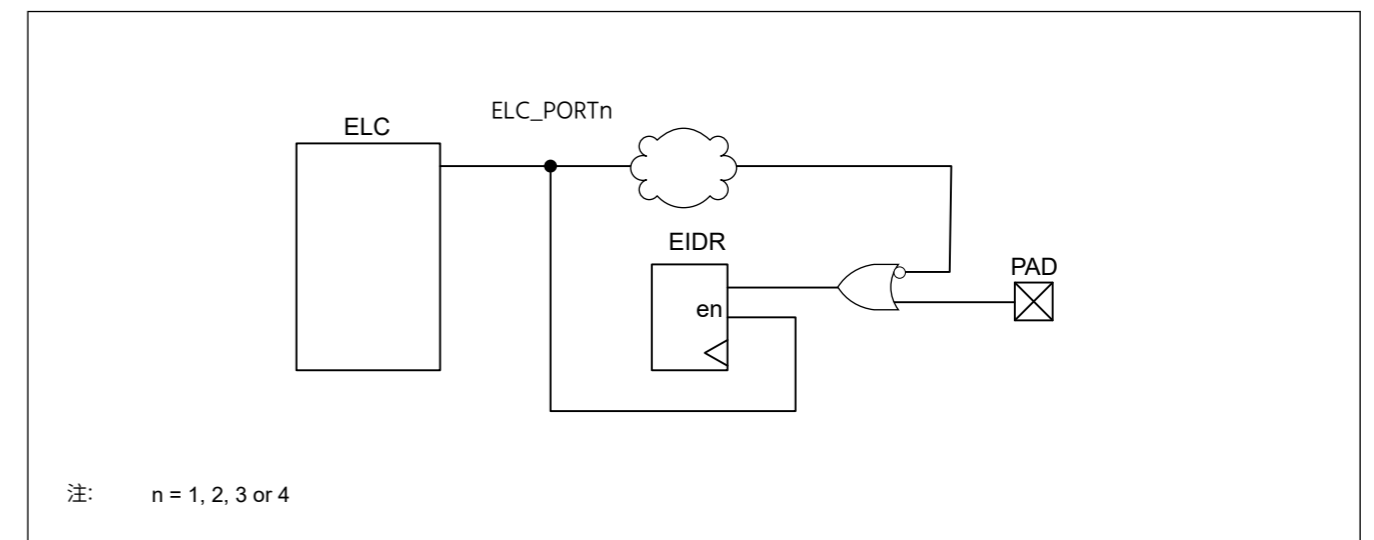 ELC_PORTn
ELC
EIDR
PAD
en
注: n = 1, 2, 3 or 4